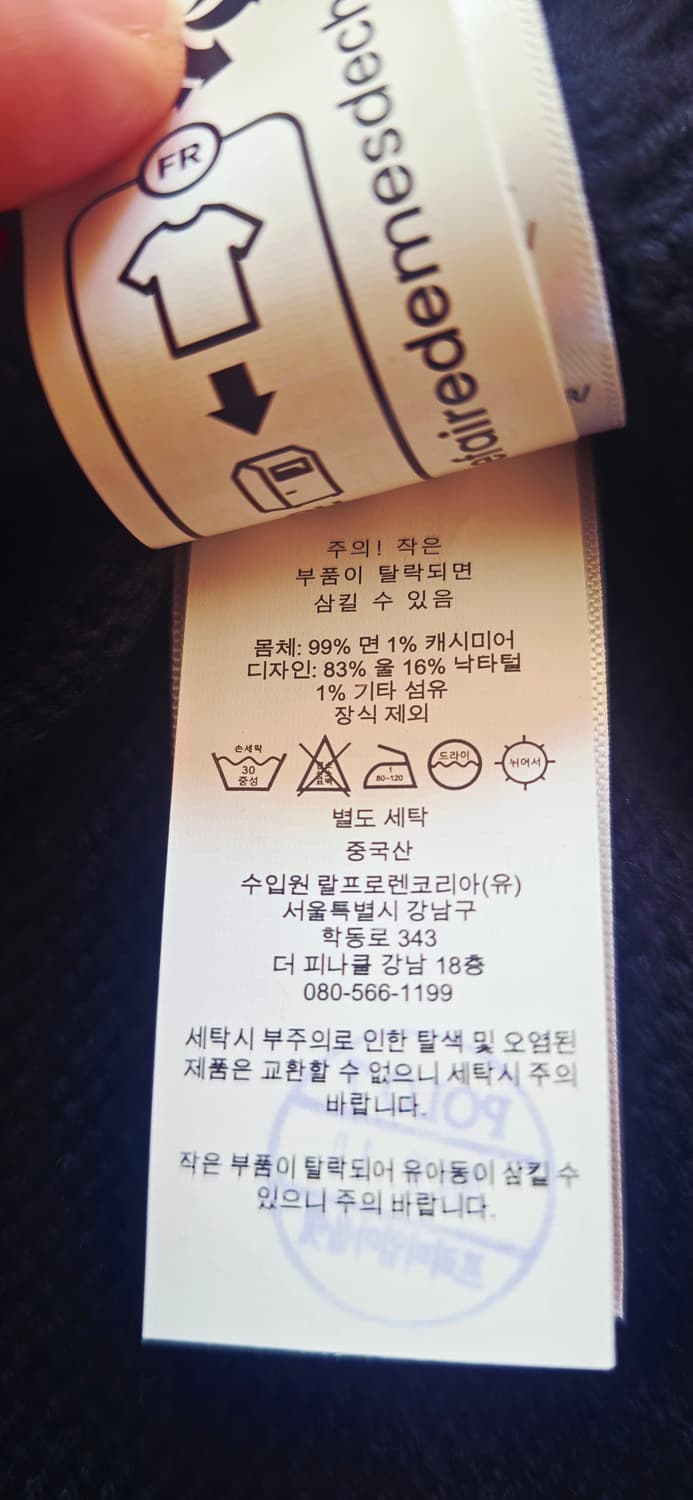 FR
airedemesdech
주의! 작은
부품이 탈락되면
삼킬 수 있음
몸체: 99% 면 1% 캐시미어
디자인: 83% 울 16% 낙타털
1% 기타 섬유
장식 제외
손세탁
30
중성
1
80-120
드라이
뉘어서
별도 세탁
중국산
수입원 랄프로렌코리아(유)
서울특별시 강남구
학동로 343
더 피나클 강남 18층
080-566-1199
세탁시 부주의로 인한 탈색 및 오염된
제품은 교환할 수 없으니 세탁시 주의
바랍니다.
작은 부품이 탈락되어 유아동이 삼킬 수
있으니 주의 바랍니다.